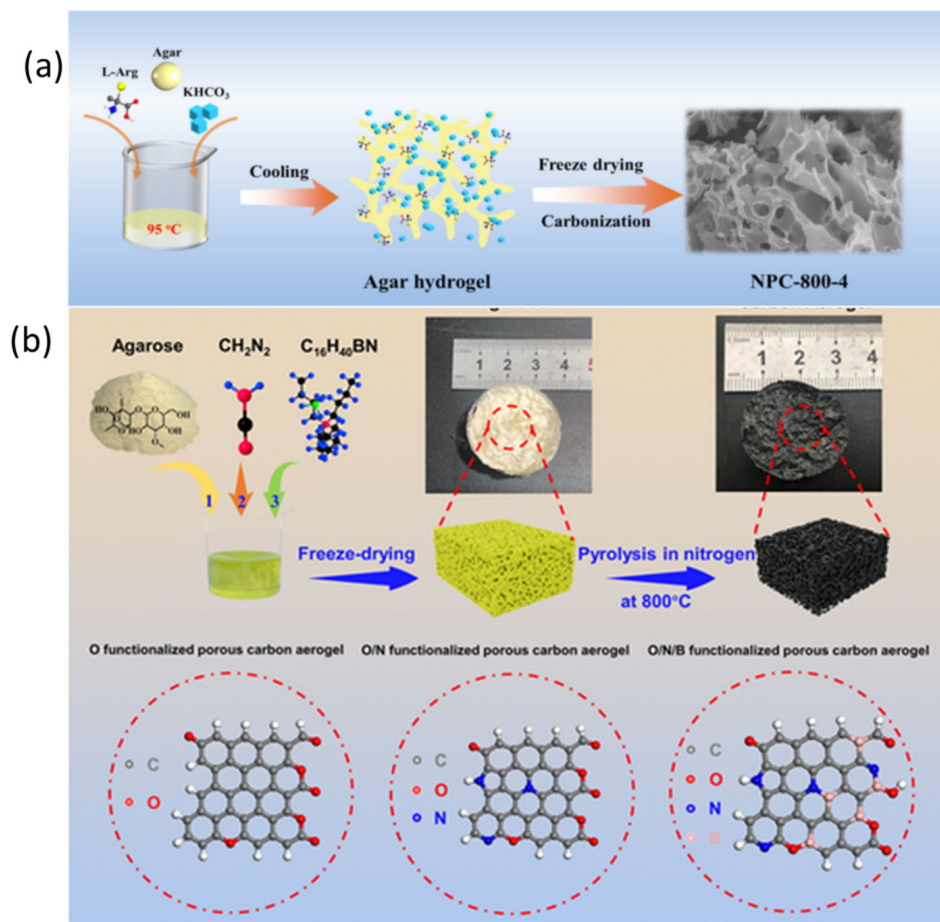 (a)
Agar
L-Arg
KHCO₃
95 °C
Cooling
Freeze drying
Carbonization
Agar hydrogel
NPC-800-4
(b)
Agarose CH₂N₂ C₁₆H₄₀BN
1 2 3
1 2 3 4
1 2 3 4
HO OH
Freeze-drying
Pyrolysis in nitrogen
at 800°C
O functionalized porous carbon aerogel
O/N functionalized porous carbon aerogel
O/N/B functionalized porous carbon aerogel
C
O
C
O
N
C
O
N
B